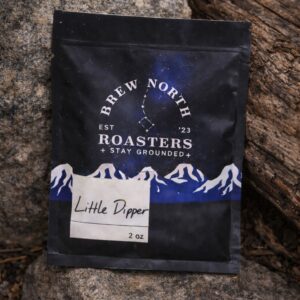 BREW NORTH
EST '23
ROASTERS
+ STAY GROUNDED +
Little Dipper
2 oz